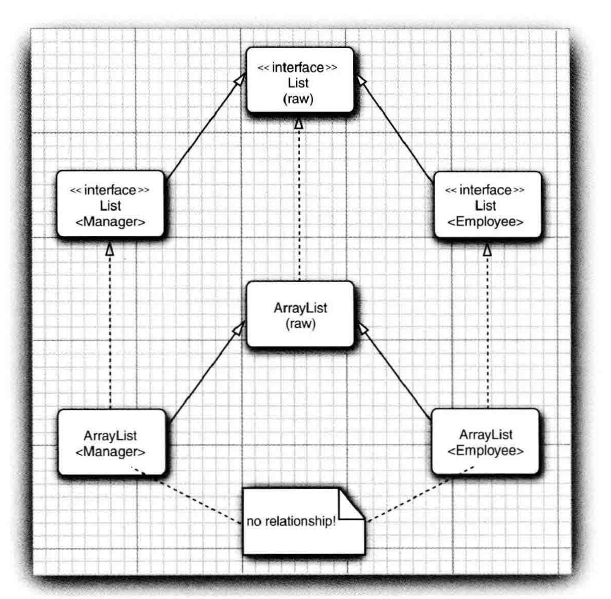 << interface>>
List
(raw)
<< interface>>
List
<Manager>
<< interface>>
List
<Employee>
ArrayList
(raw)
ArrayList
<Manager>
ArrayList
<Employee>
no relationship!